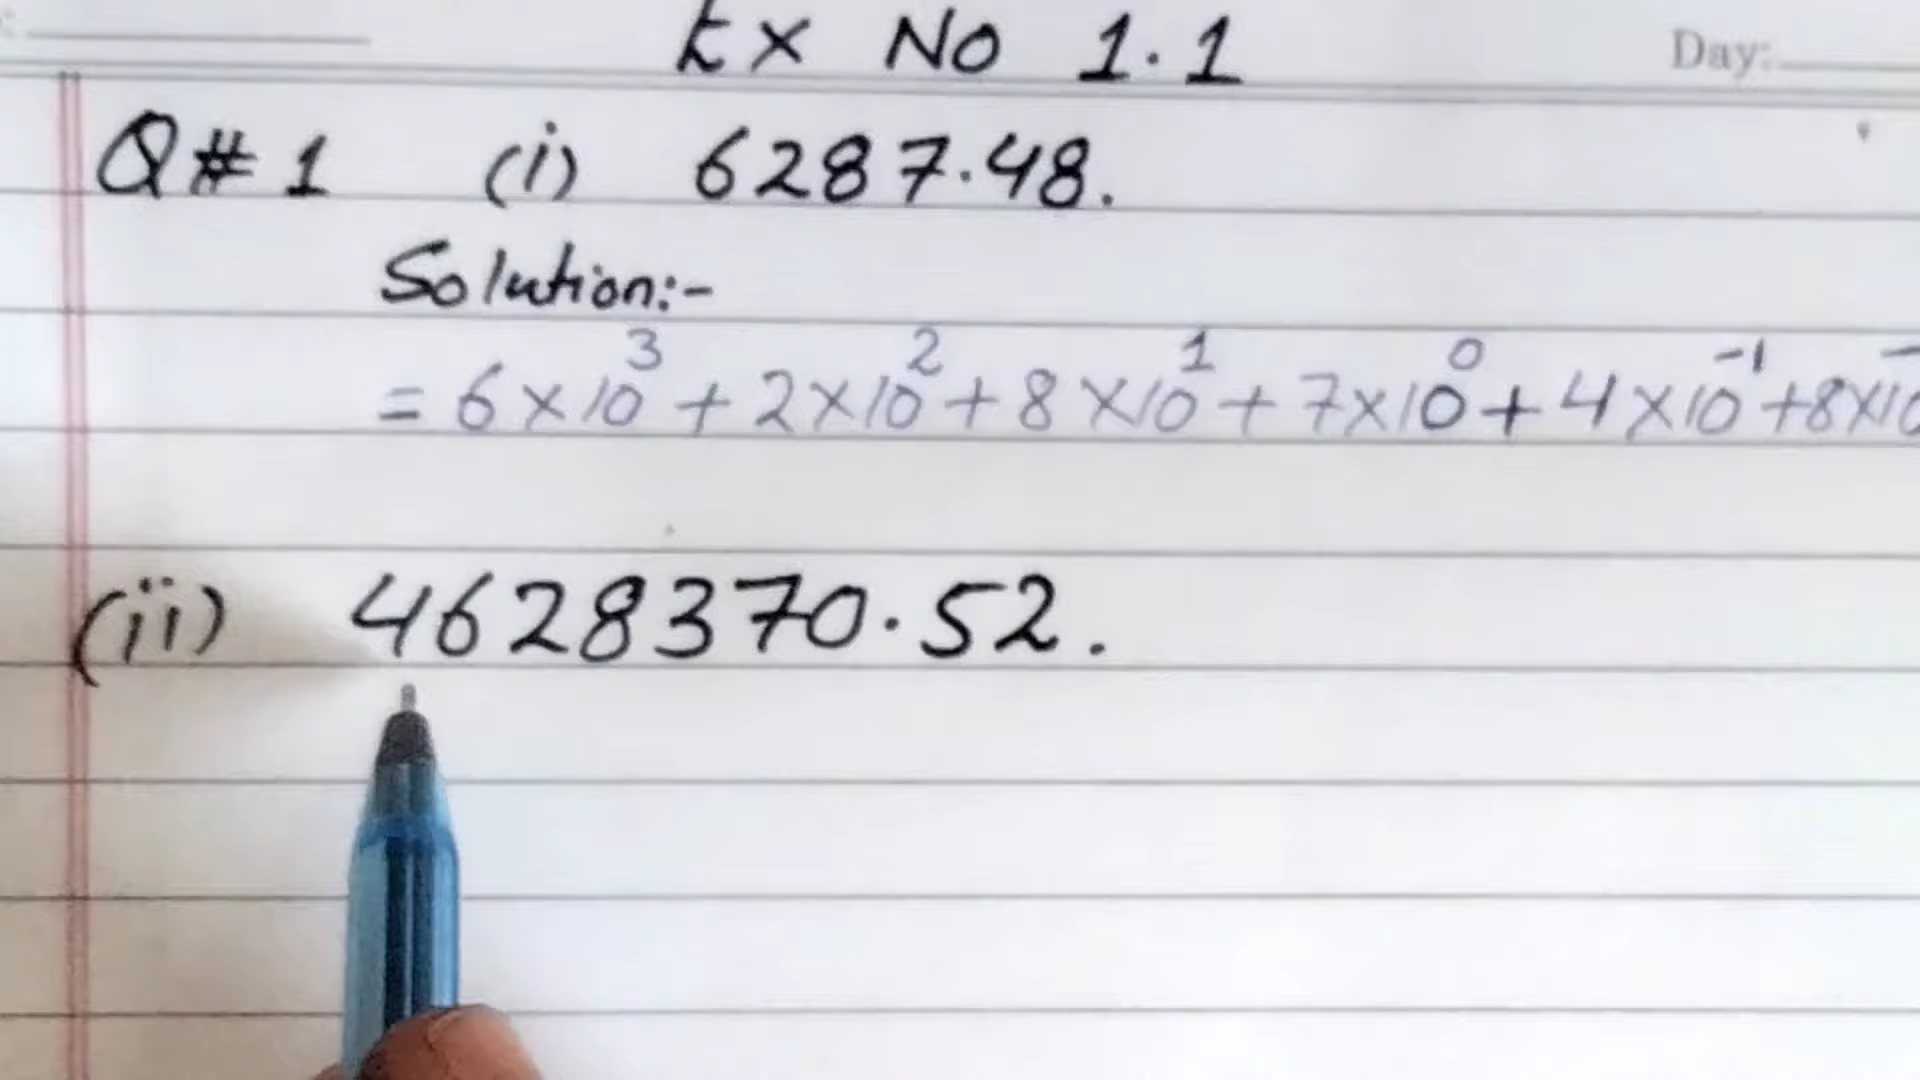 Ex No 1.1
Day:
Q# 1 (i) 6287.48.
Solution:-
= 6×10³ + 2×10² + 8×10¹ + 7×10⁰ + 4×10⁻¹ + 8×10⁻
(ii) 4628370.52.